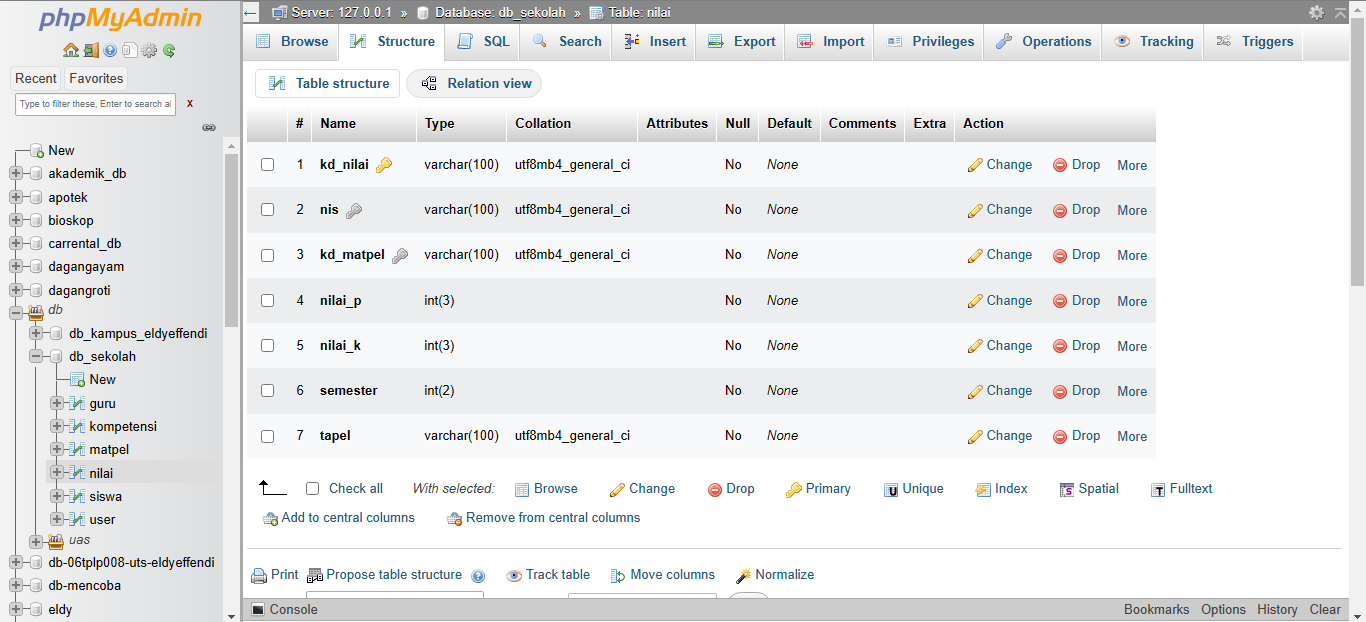 phpMyAdmin
Recent Favorites
Type to filter these, Enter to search al X
New
akademik_db
apotek
bioskop
carrental_db
dagangayam
dagangroti
db
db_kampus_eldyeffendi
db_sekolah
New
guru
kompetensi
matpel
nilai
siswa
user
uas
db-06tplp008-uts-eldyeffendi
db-mencoba
eldy
Server: 127.0.0.1 » Database: db_sekolah » Table: nilai
Browse Structure SQL Search Insert Export Import Privileges Operations Tracking Triggers
Table structure Relation view
# Name Type Collation Attributes Null Default Comments Extra Action
1 kd_nilai varchar(100) utf8mb4_general_ci No None Change Drop More
2 nis varchar(100) utf8mb4_general_ci No None Change Drop More
3 kd_matpel varchar(100) utf8mb4_general_ci No None Change Drop More
4 nilai_p int(3) No None Change Drop More
5 nilai_k int(3) No None Change Drop More
6 semester int(2) No None Change Drop More
7 tapel varchar(100) utf8mb4_general_ci No None Change Drop More
Check all With selected: Browse Change Drop Primary Unique Index Spatial Fulltext
Add to central columns Remove from central columns
Print Propose table structure Track table Move columns Normalize
Console Bookmarks Options History Clear